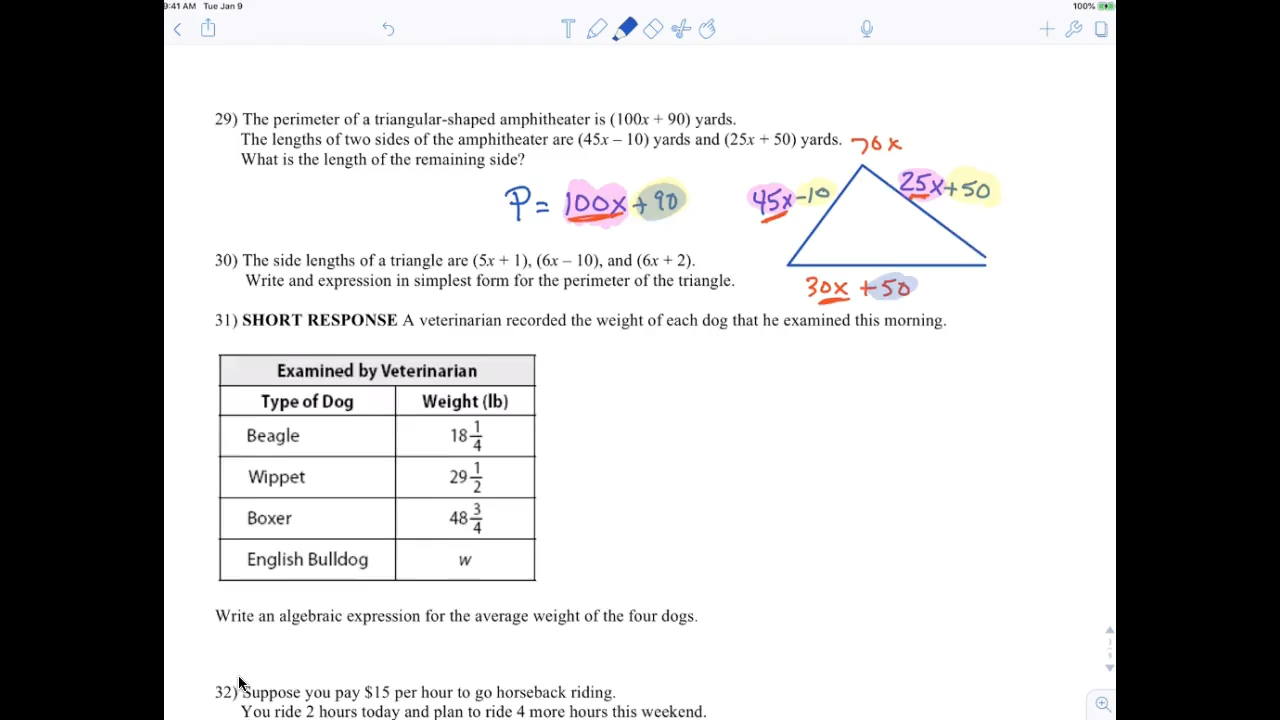 9:41 AM Tue Jan 9
100%
29) The perimeter of a triangular-shaped amphitheater is (100x + 90) yards.
The lengths of two sides of the amphitheater are (45x – 10) yards and (25x + 50) yards.
What is the length of the remaining side?
70x
P = 100x + 90
45x-10
25x+50
30x + 50
30) The side lengths of a triangle are (5x + 1), (6x – 10), and (6x + 2).
Write and expression in simplest form for the perimeter of the triangle.
31) SHORT RESPONSE A veterinarian recorded the weight of each dog that he examined this morning.
Examined by Veterinarian
Type of Dog Weight (lb)
Beagle 18 1/4
Wippet 29 1/2
Boxer 48 3/4
English Bulldog w
Write an algebraic expression for the average weight of the four dogs.
32) Suppose you pay $15 per hour to go horseback riding.
You ride 2 hours today and plan to ride 4 more hours this weekend.